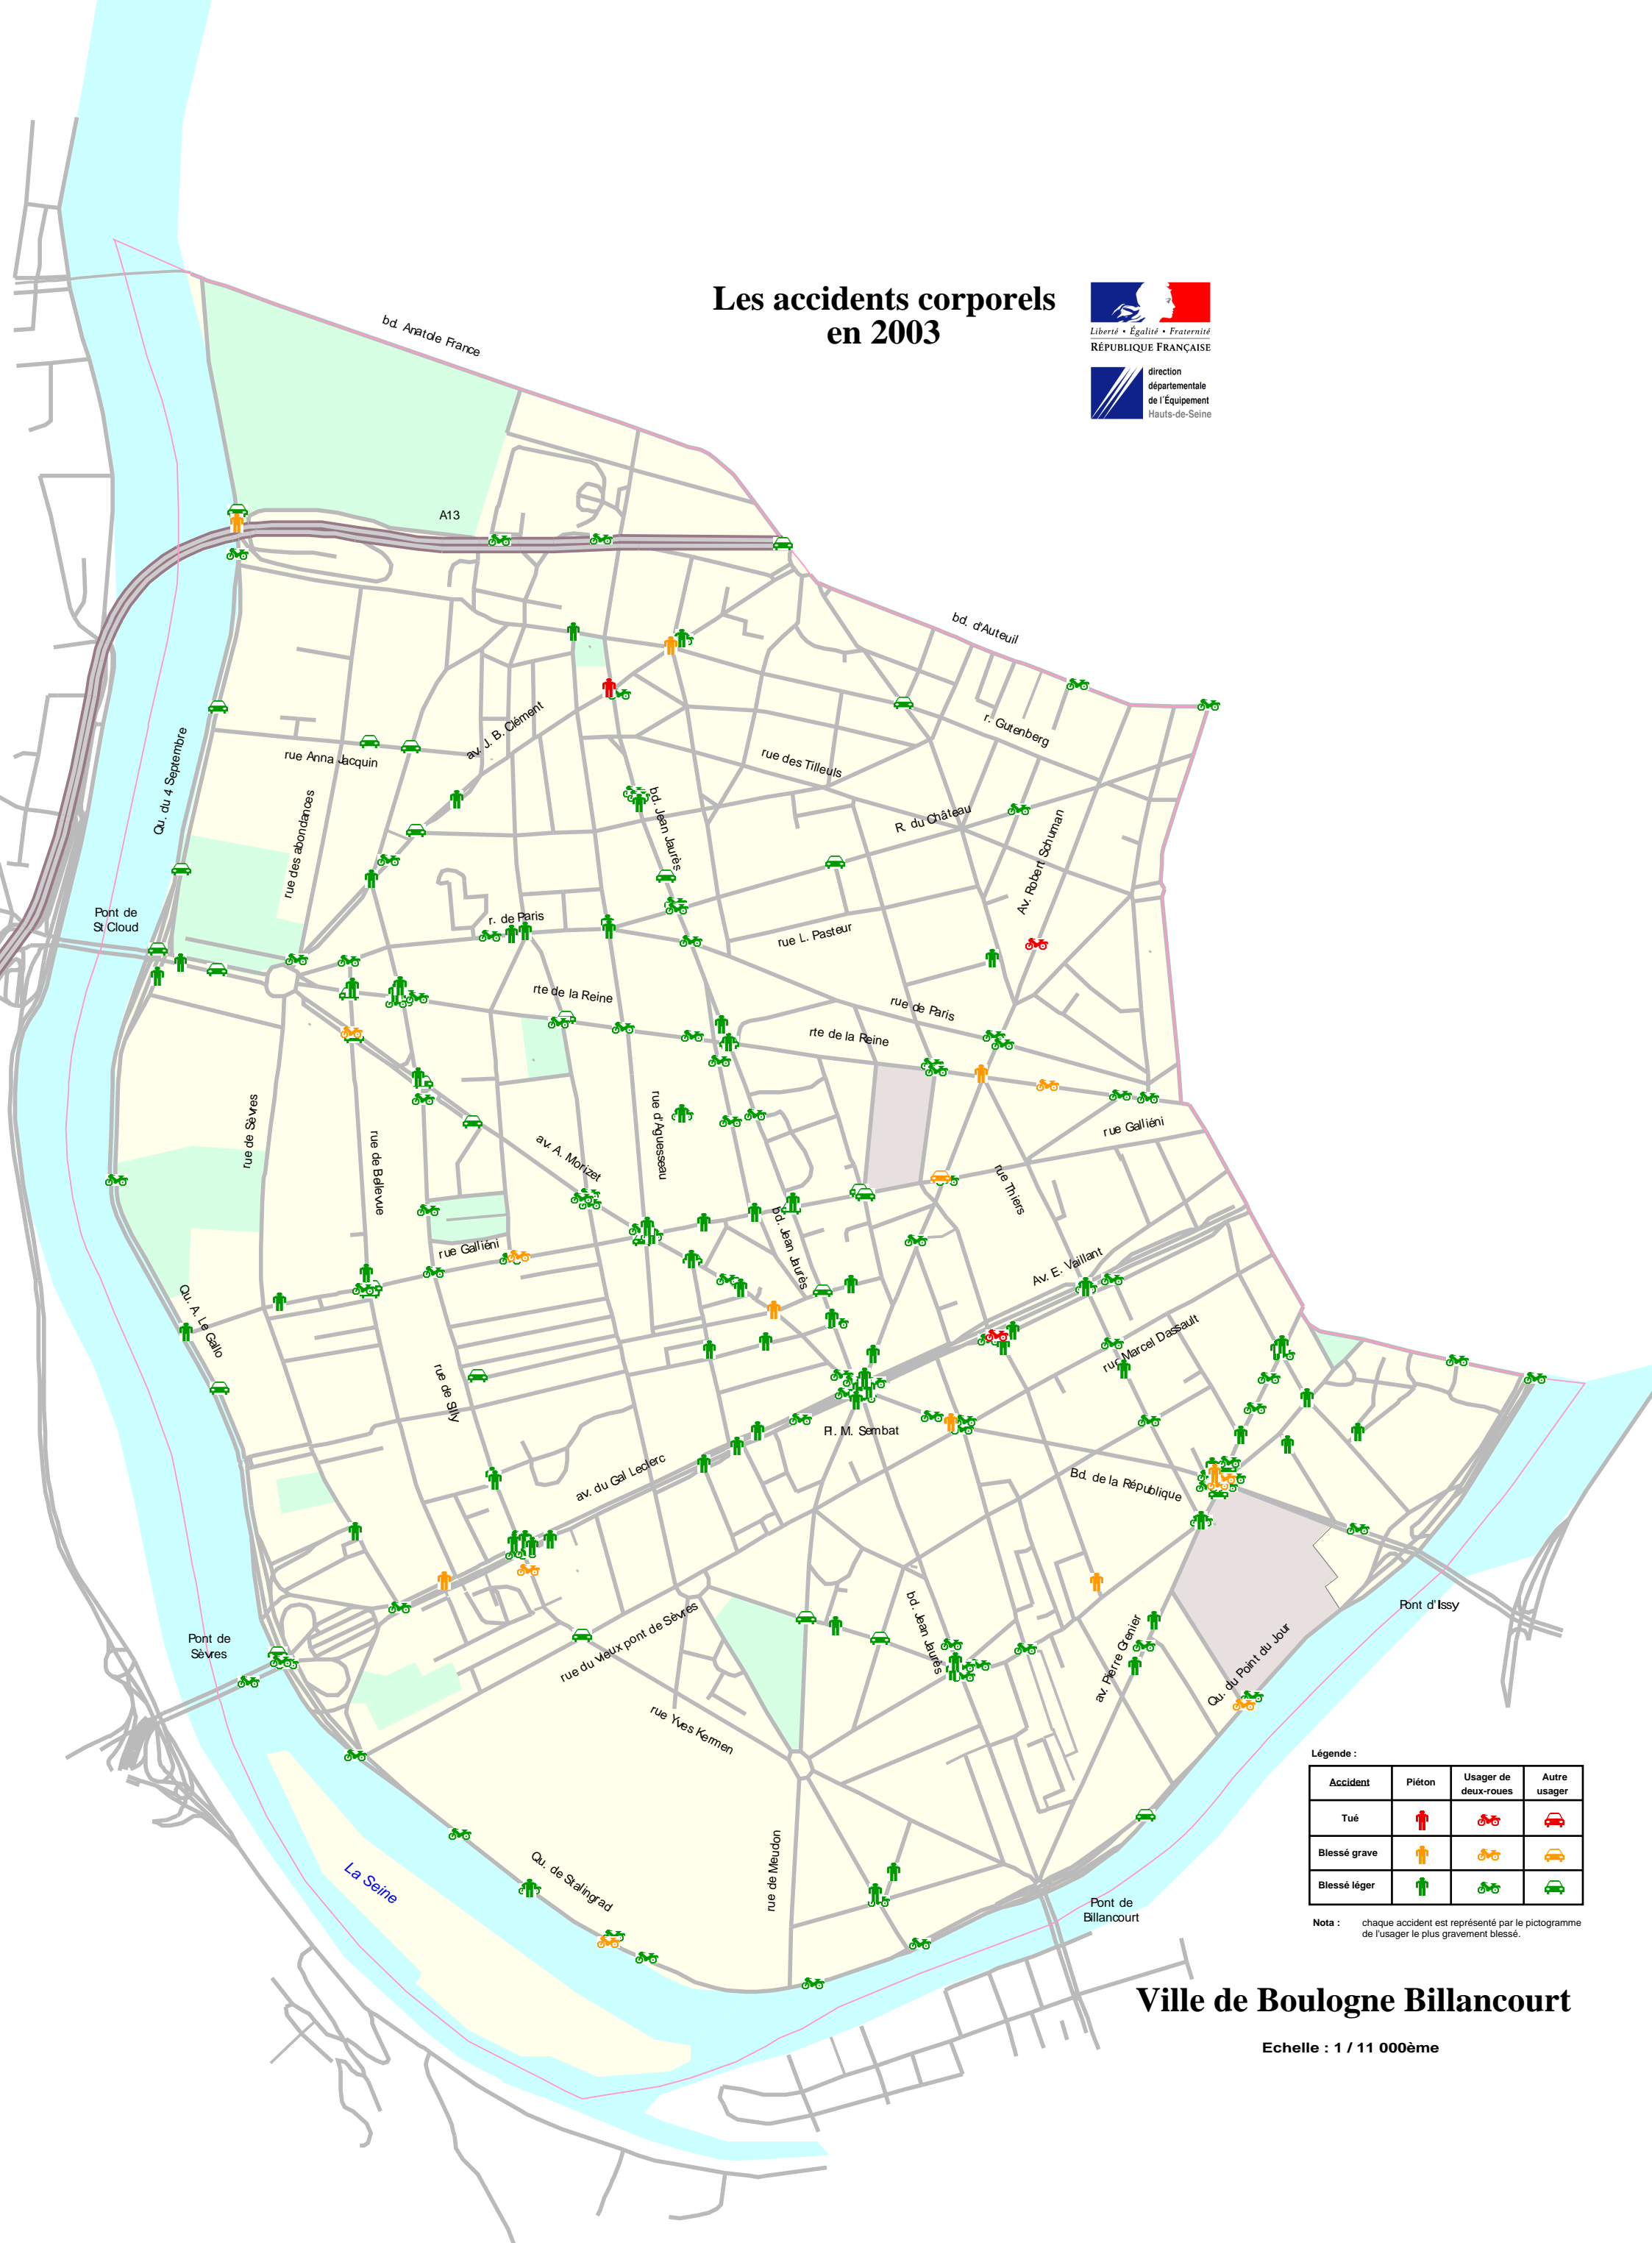 Les accidents corporels
en 2003
Liberté • Égalité • Fraternité
RÉPUBLIQUE FRANÇAISE
direction
départementale
de l'Équipement
Hauts-de-Seine
bd. Anatole France
A13
bd. d'Auteuil
r. Gutenberg
av. J. B. Clément
rue Anna Jacquin
rue des Tilleuls
Qu. du 4 Septembre
rue des abondances
bd. Jean Jaurès
R. du Château
Av. Robert Schuman
Pont de
St Cloud
r. de Paris
rue L. Pasteur
rte de la Reine
rue de Paris
rte de la Reine
rue de Sèvres
rue de Bellevue
av. A. Morizet
rue d'Aguesseau
rue Galliéni
rue Thiers
bd. Jean Jaurès
rue Galliéni
Av. E. Vaillant
Qu. A. Le Gallo
rue de Silly
rue Marcel Dassault
Pl. M. Sembat
av. du Gal Leclerc
Bd. de la République
Pont d'Issy
Pont de
Sèvres
rue du vieux pont de Sèvres
bd. Jean Jaurès
av. Pierre Grenier
Qu. du Point du Jour
rue Yves Kermen
La Seine
Qu. de Stalingrad
rue de Meudon
Pont de
Billancourt
Légende :
Accident Piéton Usager de deux-roues Autre usager
Tué
Blessé grave
Blessé léger
Nota : chaque accident est représenté par le pictogramme
de l'usager le plus gravement blessé.
Ville de Boulogne Billancourt
Echelle : 1 / 11 000ème